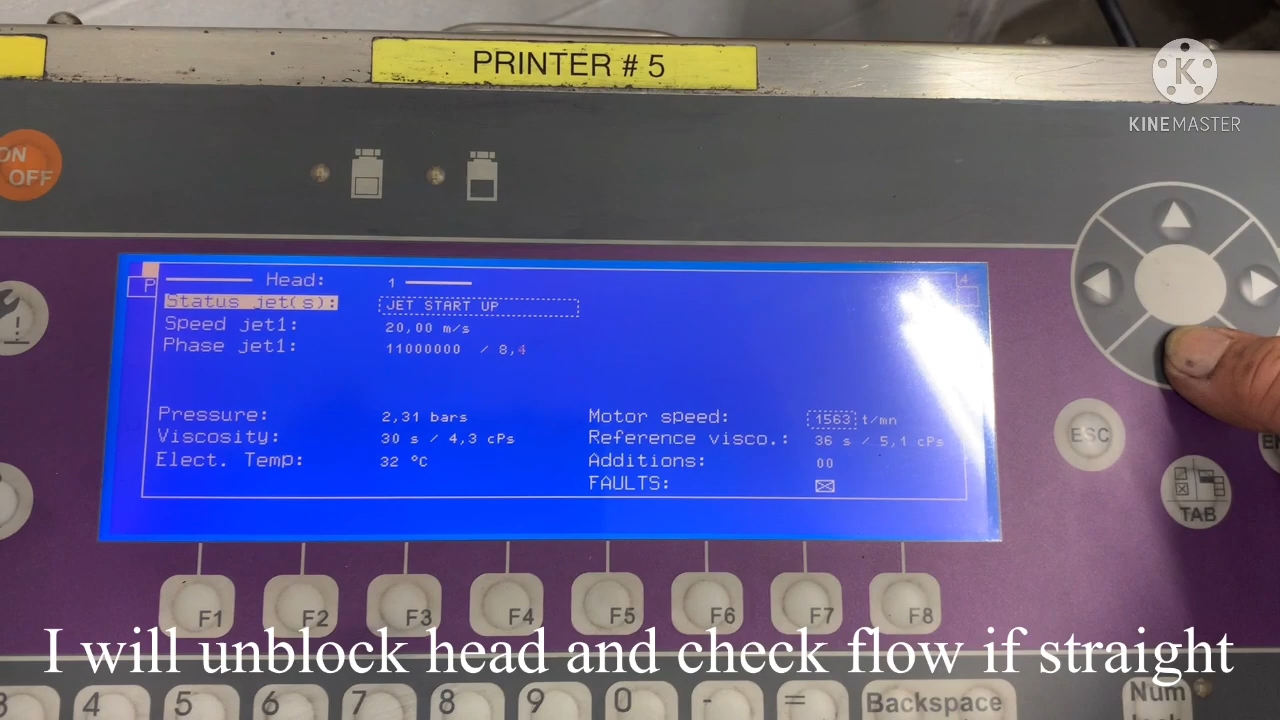 PRINTER # 5
KINEMASTER
ON
OFF
Head: 1
Status jet(s): JET START UP
Speed jet1: 20,00 m/s
Phase jet1: 11000000 / 8,4
Pressure: 2,31 bars Motor speed: 1563 t/mn
Viscosity: 30 s / 4,3 cPs Reference visco.: 36 s / 5,1 cPs
Elect. Temp: 32 °C Additions: 00
FAULTS:
ESC
TAB
F1 F2 F3 F4 F5 F6 F7 F8
I will unblock head and check flow if straight
3 4 5 6 7 8 9 0 - = Backspace Num